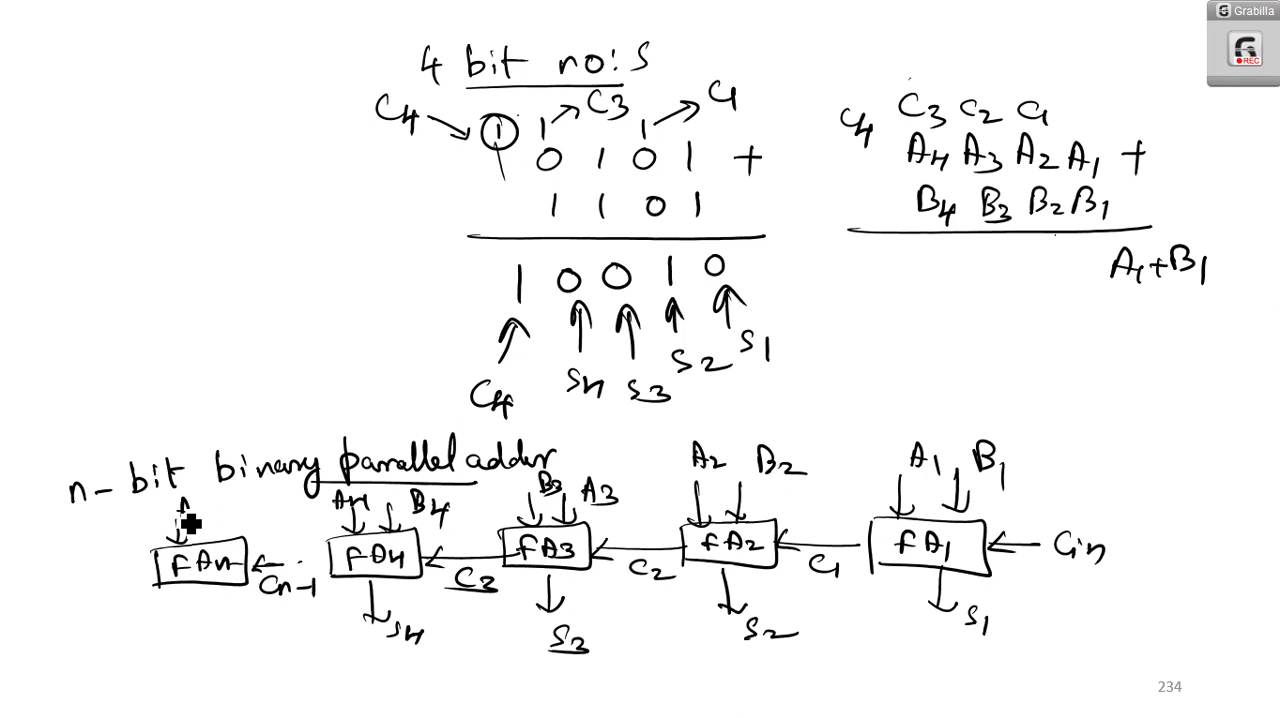 Grabilla
REC
4 bit no:s
C4 C3 C1
1 1 1
0 1 0 1 +
1 1 0 1
1 0 0 1 0
C4 S4 S3 S2 S1
C4 C3 C2 C1
A4 A3 A2 A1 +
B4 B3 B2 B1
A1+B1
n-bit binary parallel adder
A A4 B4 B3 A3 A2 B2 A1 B1
FAn Cn-1 FA4 C3 FA3 C2 FA2 C1 FA1 Cin
S4 S3 S2 S1
234